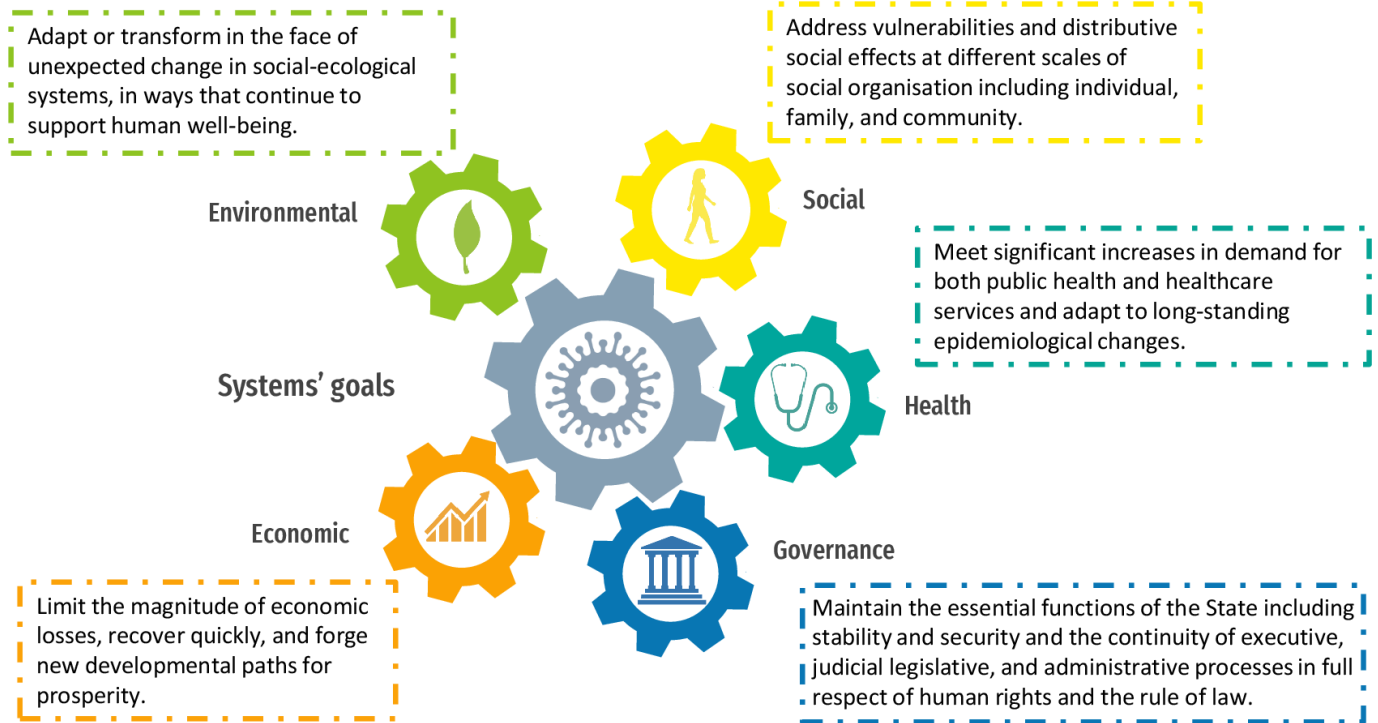 Adapt or transform in the face of
unexpected change in social-ecological
systems, in ways that continue to
support human well-being.
Address vulnerabilities and distributive
social effects at different scales of
social organisation including individual,
family, and community.
Environmental
Social
Meet significant increases in demand for
both public health and healthcare
services and adapt to long-standing
epidemiological changes.
Systems’ goals
Health
Economic
Governance
Limit the magnitude of economic
losses, recover quickly, and forge
new developmental paths for
prosperity.
Maintain the essential functions of the State including
stability and security and the continuity of executive,
judicial legislative, and administrative processes in full
respect of human rights and the rule of law.